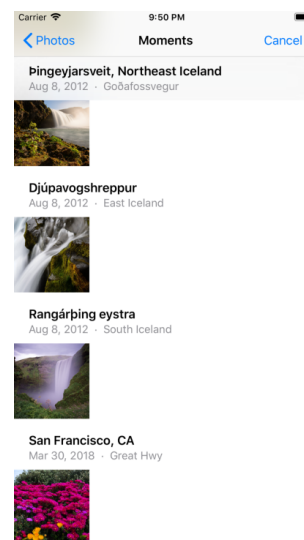 Carrier 9:50 PM
Photos Moments Cancel
Þingeyjarsveit, Northeast Iceland
Aug 8, 2012 · Goðafossvegur
Djúpavogshreppur
Aug 8, 2012 · East Iceland
Rangárþing eystra
Aug 8, 2012 · South Iceland
San Francisco, CA
Mar 30, 2018 · Great Hwy